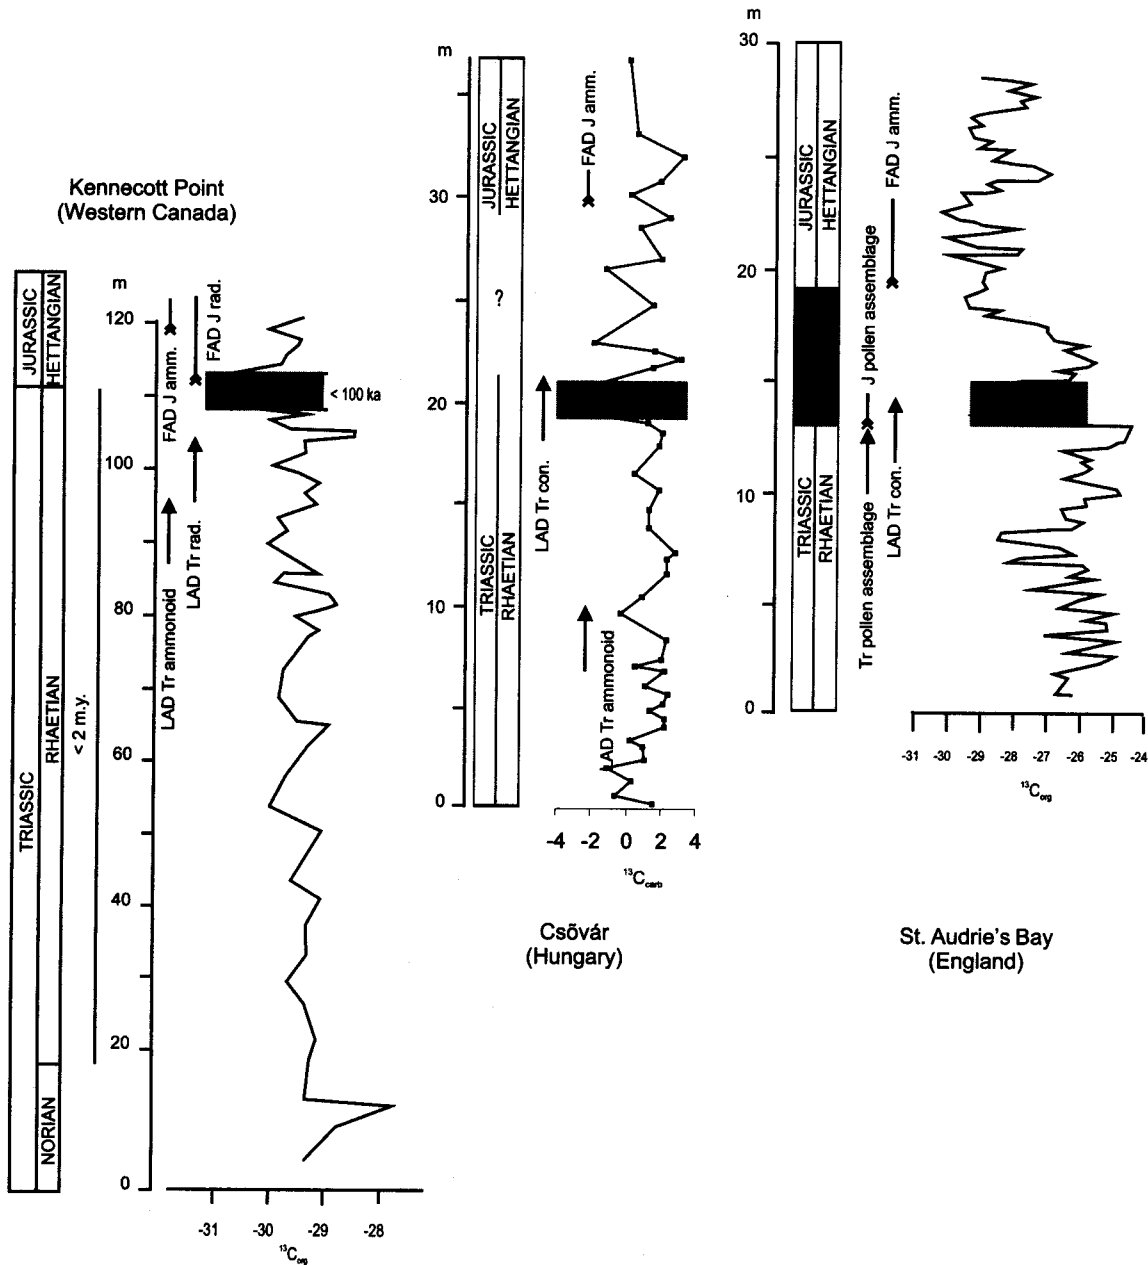 Kennecott Point
(Western Canada)
JURASSIC
HETTANGIAN
TRIASSIC
RHAETIAN
NORIAN
< 2 m.y.
m
120
100
80
60
40
20
0
FAD J amm.
FAD J rad.
LAD Tr ammonoid
LAD Tr rad.
< 100 ka
-31
-30
-29
-28
13Corg
m
30
20
10
0
JURASSIC
HETTANGIAN
?
TRIASSIC
RHAETIAN
FAD J amm.
LAD Tr con.
AD Tr ammonoid
-4
-2
0
2
4
13Ccarb
Csõvár
(Hungary)
m
30
20
10
0
JURASSIC
HETTANGIAN
TRIASSIC
RHAETIAN
FAD J amm.
J pollen assemblage
Tr pollen assemblage
LAD Tr con.
-31
-30
-29
-28
-27
-26
-25
-24
13Corg
St. Audrie's Bay
(England)